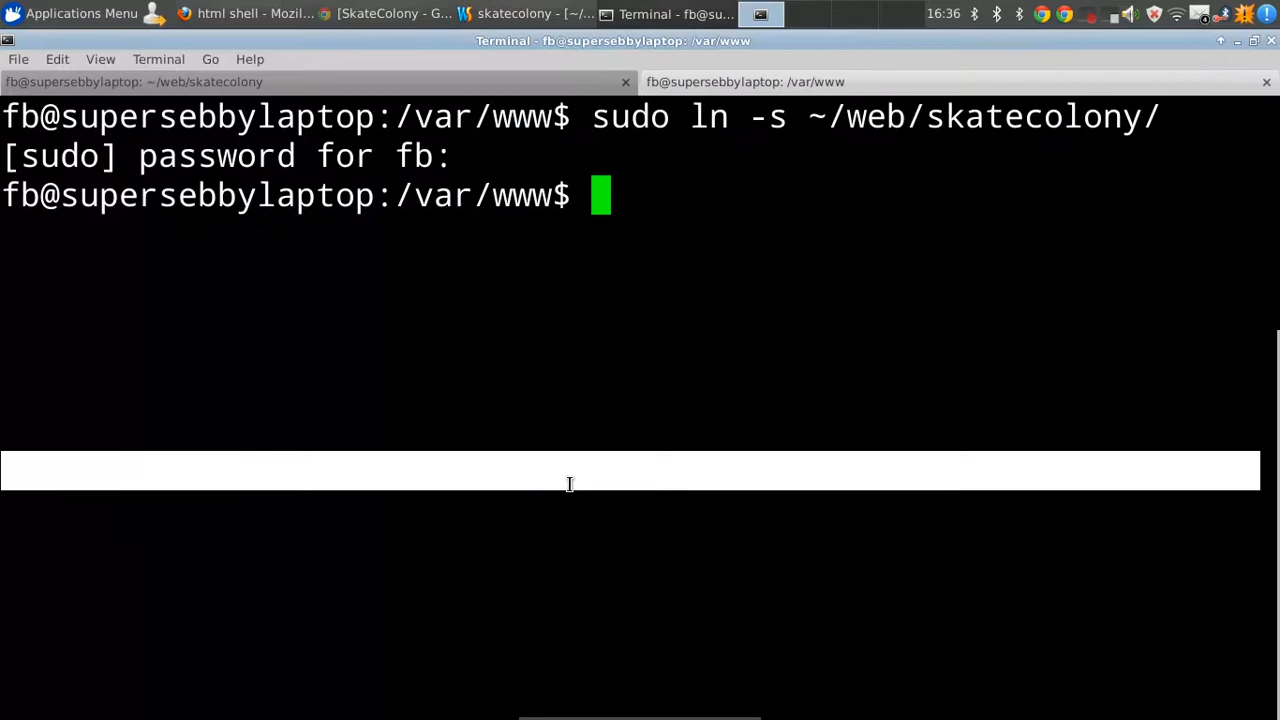 Applications Menu
html shell - Mozil...
[SkateColony - G...
skatecolony - [~/...
Terminal - fb@su...
16:36
Terminal - fb@supersebbylaptop: /var/www
File Edit View Terminal Go Help
fb@supersebbylaptop: ~/web/skatecolony
fb@supersebbylaptop: /var/www
fb@supersebbylaptop:/var/www$ sudo ln -s ~/web/skatecolony/
[sudo] password for fb:
fb@supersebbylaptop:/var/www$